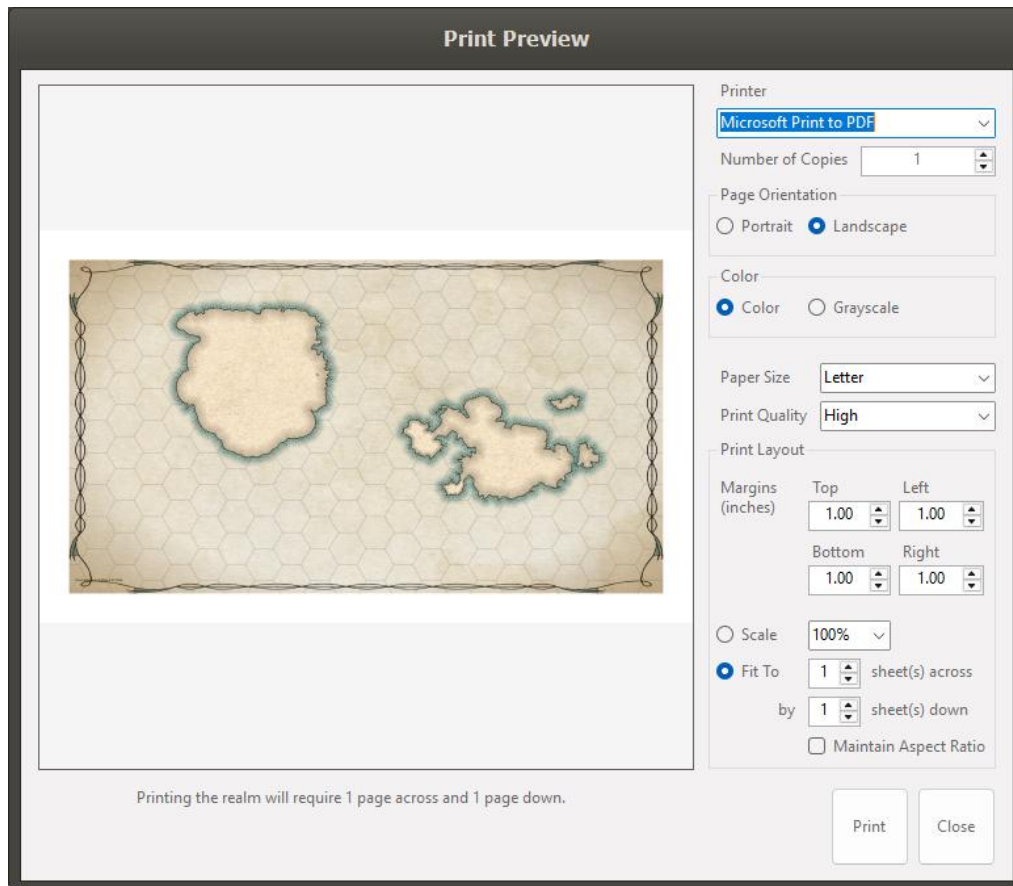 Print Preview
Printer
Microsoft Print to PDF
Number of Copies 1
Page Orientation
Portrait Landscape
Color
Color Grayscale
Paper Size Letter
Print Quality High
Print Layout
Margins Top Left
(inches) 1.00 1.00
Bottom Right
1.00 1.00
Scale 100%
Fit To 1 sheet(s) across
by 1 sheet(s) down
Maintain Aspect Ratio
Printing the realm will require 1 page across and 1 page down.
Print Close